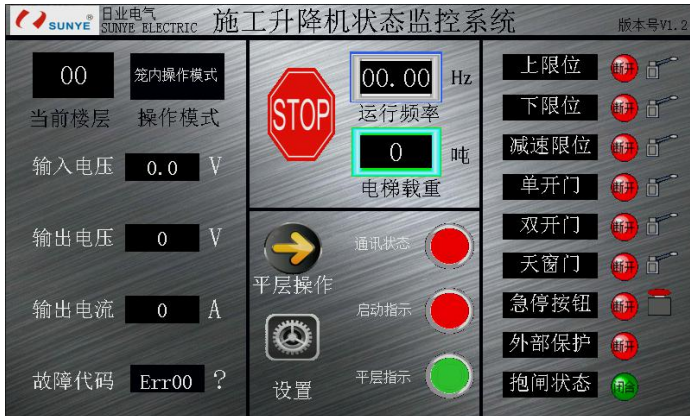 SUNYE® 日业电气
SUNYE ELECTRIC
施工升降机状态监控系统
版本号V1.2
00
笼内操作模式
当前楼层
操作模式
输入电压 0.0 V
输出电压 0 V
输出电流 0 A
故障代码 Err00 ?
STOP
00.00 Hz
运行频率
0 吨
电梯载重
平层操作
设置
通讯状态
启动指示
平层指示
上限位 断开
下限位 断开
减速限位 断开
单开门 断开
双开门 断开
天窗门 断开
急停按钮 断开
外部保护 断开
抱闸状态 闭合